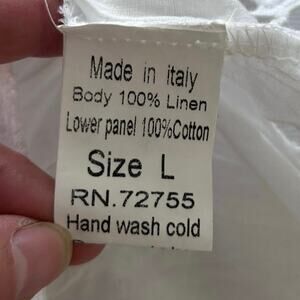 Made in italy
Body 100% Linen
Lower panel 100%Cotton
Size L
RN.72755
Hand wash cold